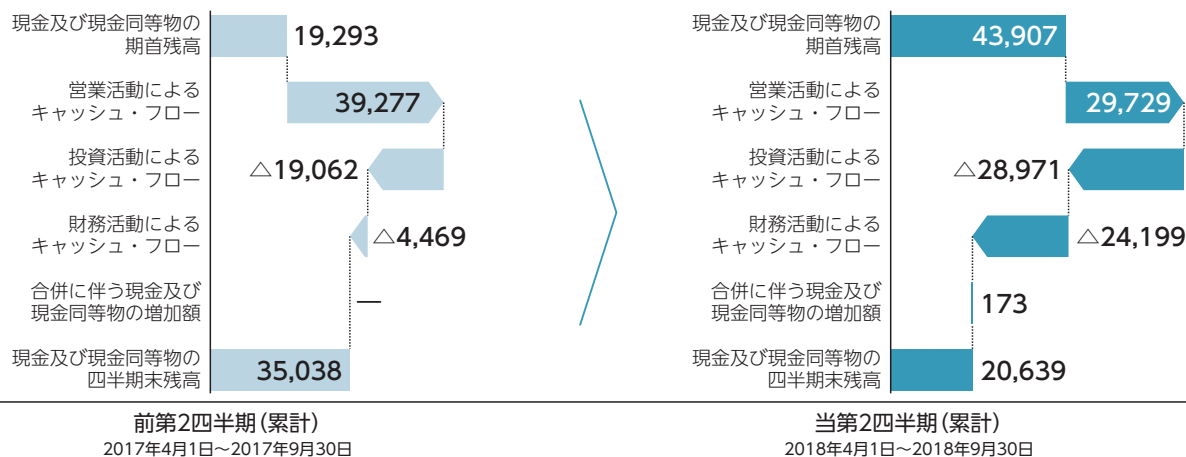 現金及び現金同等物の
期首残高
19,293
営業活動による
キャッシュ・フロー
39,277
投資活動による
キャッシュ・フロー
△19,062
財務活動による
キャッシュ・フロー
△4,469
合併に伴う現金及び
現金同等物の増加額
—
現金及び現金同等物の
四半期末残高
35,038
前第2四半期(累計)
2017年4月1日～2017年9月30日
現金及び現金同等物の
期首残高
43,907
営業活動による
キャッシュ・フロー
29,729
投資活動による
キャッシュ・フロー
△28,971
財務活動による
キャッシュ・フロー
△24,199
合併に伴う現金及び
現金同等物の増加額
173
現金及び現金同等物の
四半期末残高
20,639
当第2四半期(累計)
2018年4月1日～2018年9月30日